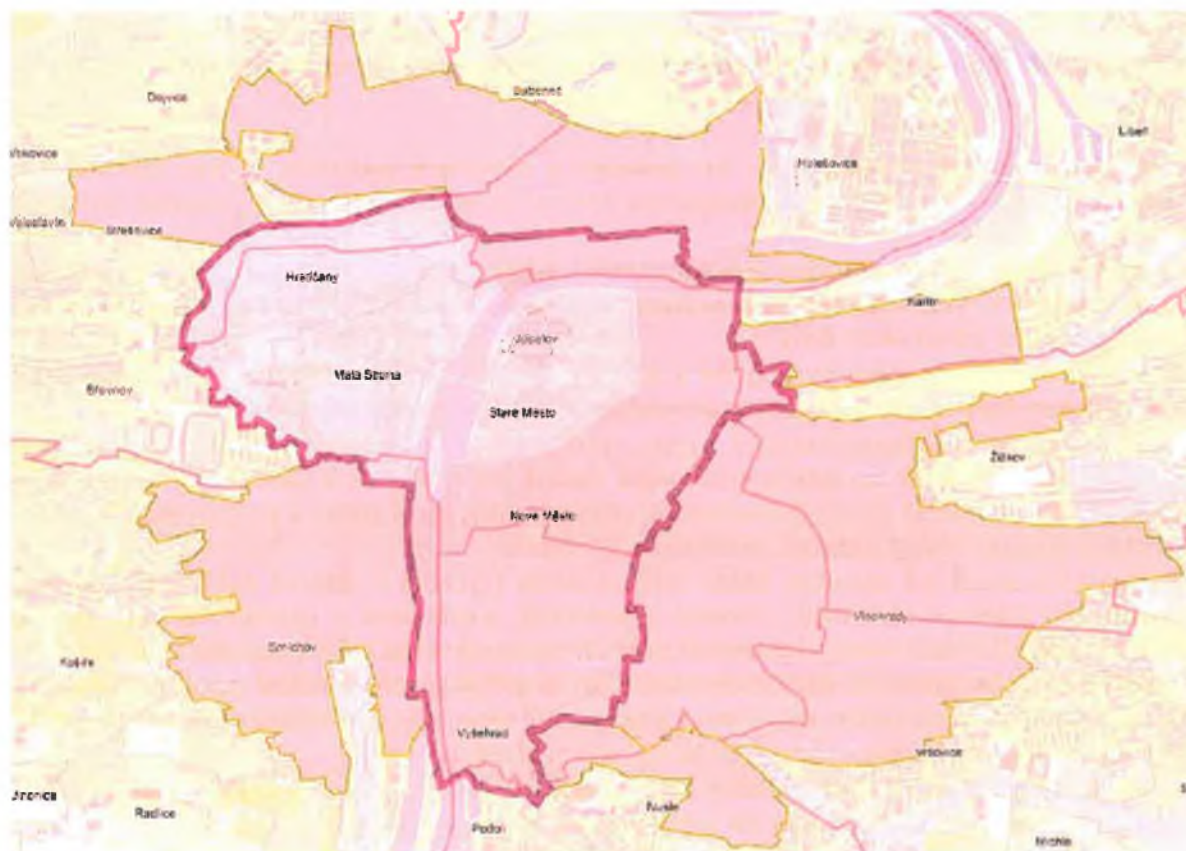 Dejvice
Bubeneč
Libeň
Holešovice
Střešovice
Hradčany
Karlín
Josefov
Malá Strana
Břevnov
Staré Město
Žižkov
Nové Město
Vinohrady
Smíchov
Košíře
Vyšehrad
Vršovice
Jinonice
Radlice
Podolí
Nusle
Michle